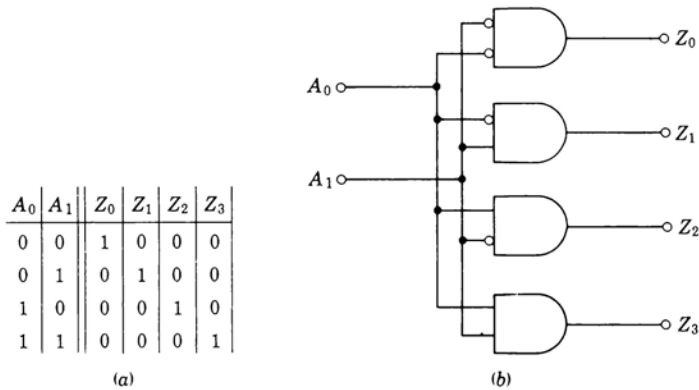 A₀ A₁ Z₀ Z₁ Z₂ Z₃
0 0 1 0 0 0
0 1 0 1 0 0
1 0 0 0 1 0
1 1 0 0 0 1
(a)
A₀
A₁
Z₀
Z₁
Z₂
Z₃
(b)